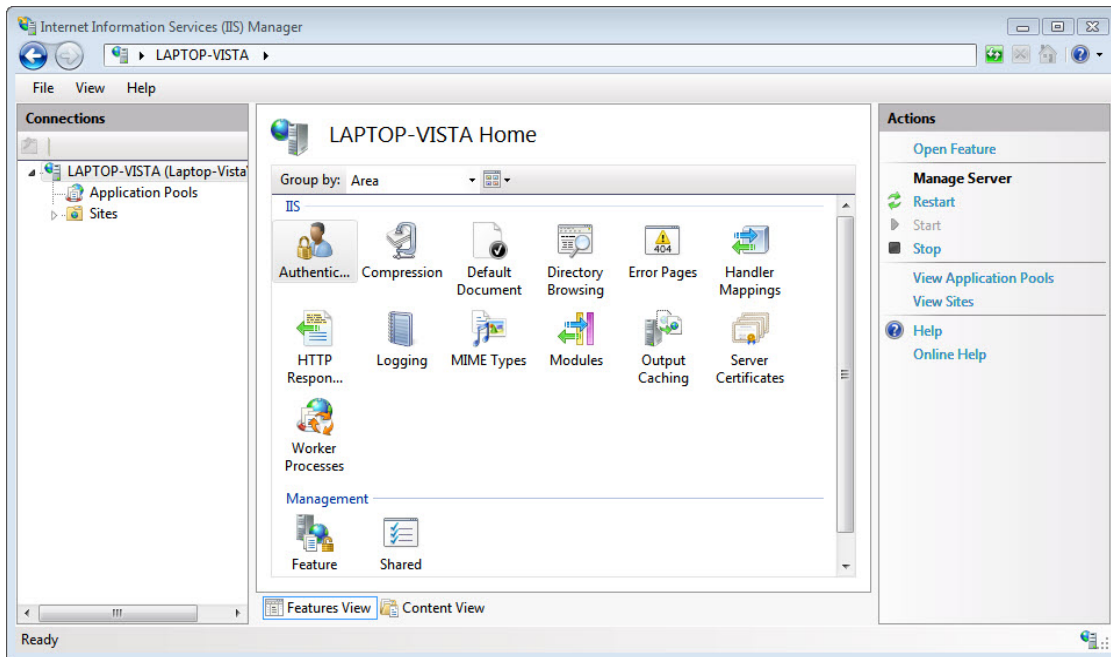 Internet Information Services (IIS) Manager
LAPTOP-VISTA
File View Help
Connections
LAPTOP-VISTA (Laptop-Vista
Application Pools
Sites
LAPTOP-VISTA Home
Group by: Area
IIS
Authentic... Compression Default Document Directory Browsing Error Pages 404 Handler Mappings
HTTP Respon... Logging MIME Types Modules Output Caching Server Certificates
Worker Processes
Management
Feature Shared
Features View Content View
Actions
Open Feature
Manage Server
Restart
Start
Stop
View Application Pools
View Sites
Help
Online Help
Ready